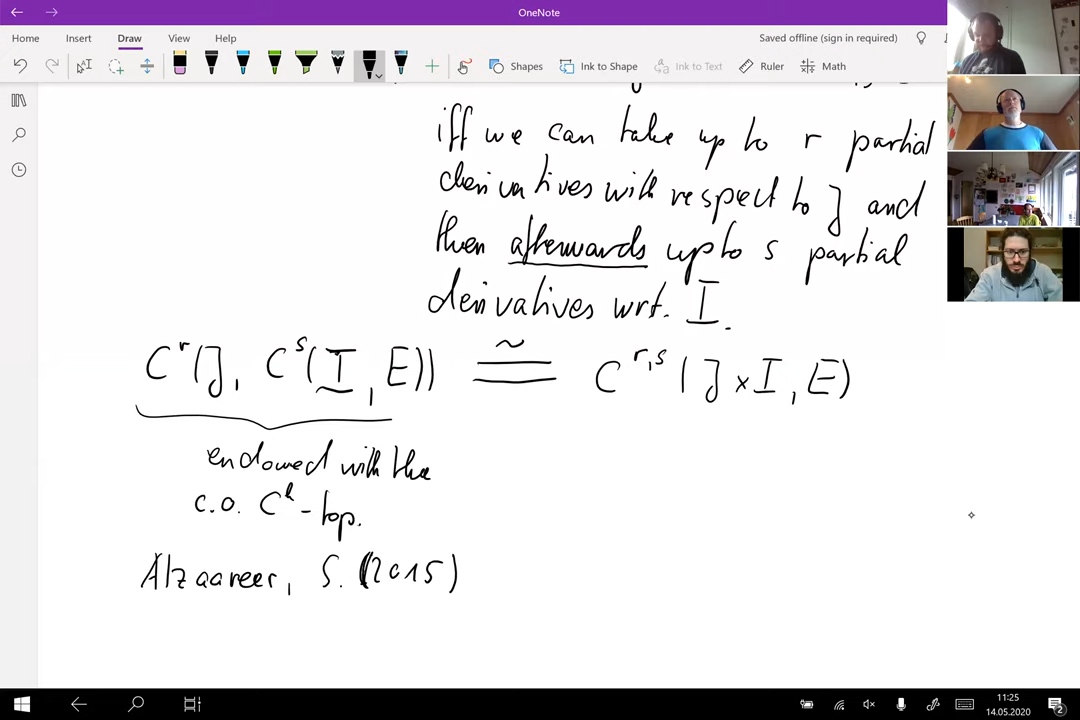 OneNote
Home Insert Draw View Help
Saved offline (sign in required)
Shapes Ink to Shape Ink to Text Ruler Math
iff we can take up to r partial
derivatives with respect to J and
then afterwards up to s partial
derivatives wrt. I.
C^r(J, C^s(I, E)) ≅ C^{r,s}(J × I, E)
endowed with the
c.o. C^k-top.
Alzaareer, S. (2015)
11:25
14.05.2020
2